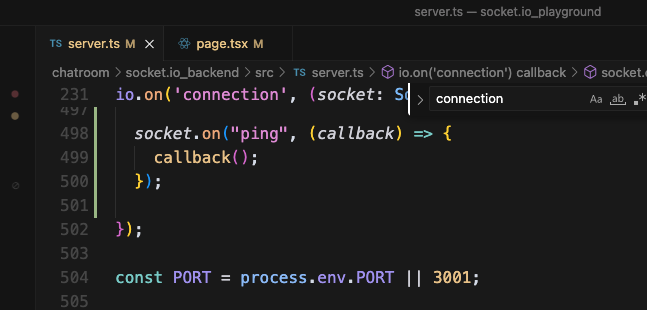 server.ts — socket.io_playground
TS server.ts M × page.tsx M
chatroom > socket.io_backend > src > TS server.ts > io.on('connection') callback > socket.
231 io.on('connection', (socket: So
> connection Aa ab .*
497
498 socket.on("ping", (callback) => {
499 callback();
500 });
501
502 });
503
504 const PORT = process.env.PORT || 3001;
505